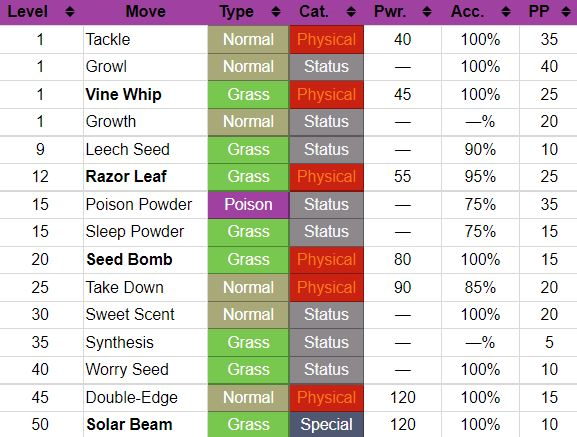 Level Move Type Cat. Pwr. Acc. PP
1 Tackle Normal Physical 40 100% 35
1 Growl Normal Status — 100% 40
1 Vine Whip Grass Physical 45 100% 25
1 Growth Normal Status — —% 20
9 Leech Seed Grass Status — 90% 10
12 Razor Leaf Grass Physical 55 95% 25
15 Poison Powder Poison Status — 75% 35
15 Sleep Powder Grass Status — 75% 15
20 Seed Bomb Grass Physical 80 100% 15
25 Take Down Normal Physical 90 85% 20
30 Sweet Scent Normal Status — 100% 20
35 Synthesis Grass Status — —% 5
40 Worry Seed Grass Status — 100% 10
45 Double-Edge Normal Physical 120 100% 15
50 Solar Beam Grass Special 120 100% 10